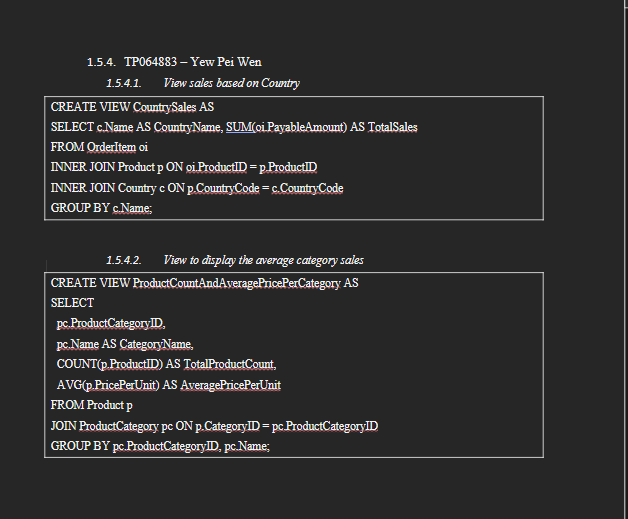 1.5.4. TP064883 – Yew Pei Wen
1.5.4.1. View sales based on Country
CREATE VIEW CountrySales AS
SELECT c.Name AS CountryName, SUM(oi.PayableAmount) AS TotalSales
FROM OrderItem oi
INNER JOIN Product p ON oi.ProductID = p.ProductID
INNER JOIN Country c ON p.CountryCode = c.CountryCode
GROUP BY c.Name;
1.5.4.2. View to display the average category sales
CREATE VIEW ProductCountAndAveragePricePerCategory AS
SELECT
pc.ProductCategoryID,
pc.Name AS CategoryName,
COUNT(p.ProductID) AS TotalProductCount,
AVG(p.PricePerUnit) AS AveragePricePerUnit
FROM Product p
JOIN ProductCategory pc ON p.CategoryID = pc.ProductCategoryID
GROUP BY pc.ProductCategoryID, pc.Name;